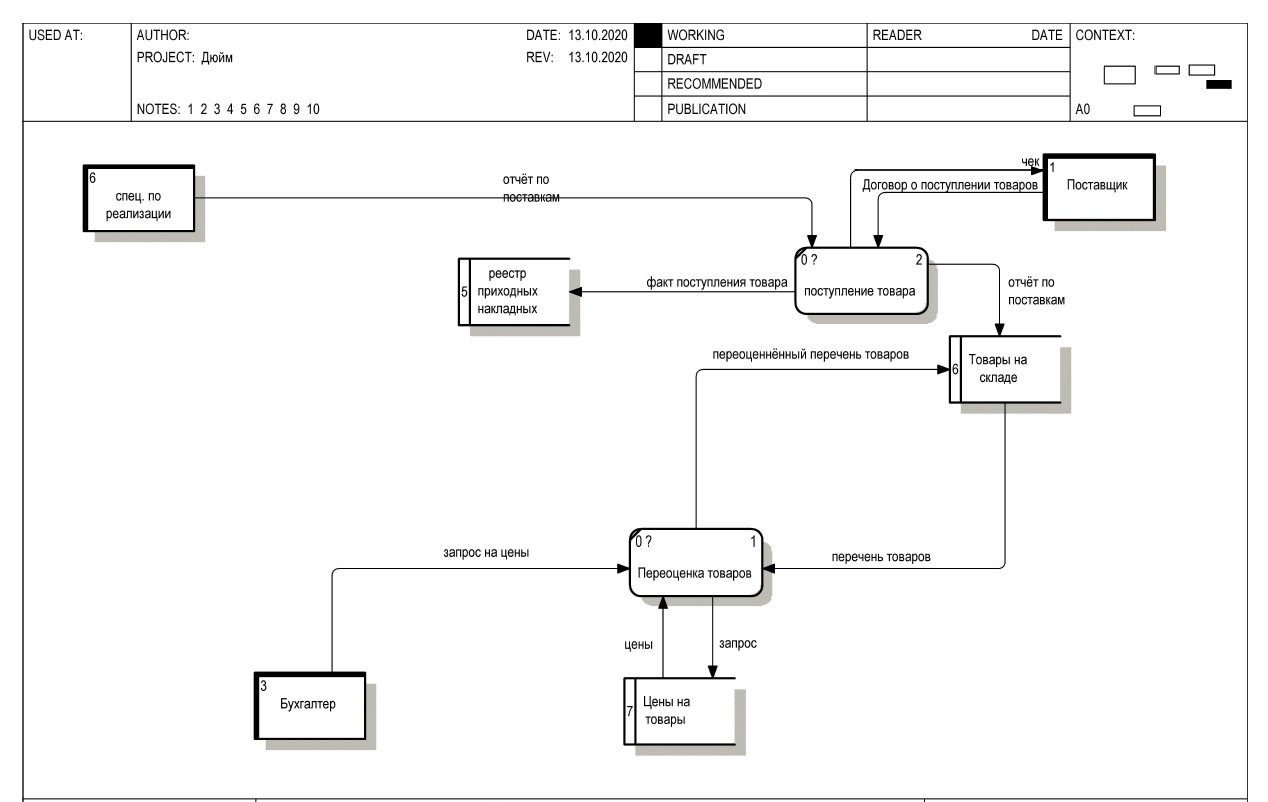 USED AT:
AUTHOR:
DATE: 13.10.2020
WORKING
READER
DATE
CONTEXT:
PROJECT: Дюйм
REV: 13.10.2020
DRAFT
RECOMMENDED
NOTES: 1 2 3 4 5 6 7 8 9 10
PUBLICATION
A0
6
спец. по
реализации
отчёт по
поставкам
чек
Договор о поступлении товаров
1
Поставщик
0 ?
2
поступление товара
факт поступления товара
5
реестр
приходных
накладных
отчёт по
поставкам
6
Товары на
складе
переоценнённый перечень товаров
запрос на цены
0 ?
1
Переоценка товаров
перечень товаров
цены
запрос
3
Бухгалтер
7
Цены на
товары